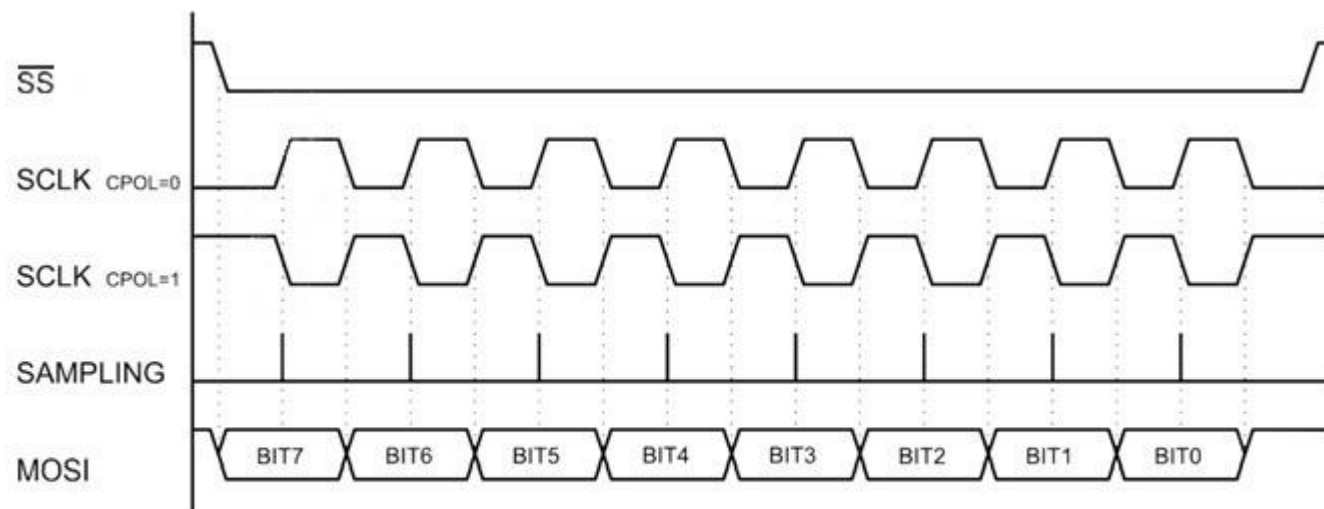 SS
SCLK CPOL=0
SCLK CPOL=1
SAMPLING
MOSI BIT7 BIT6 BIT5 BIT4 BIT3 BIT2 BIT1 BIT0